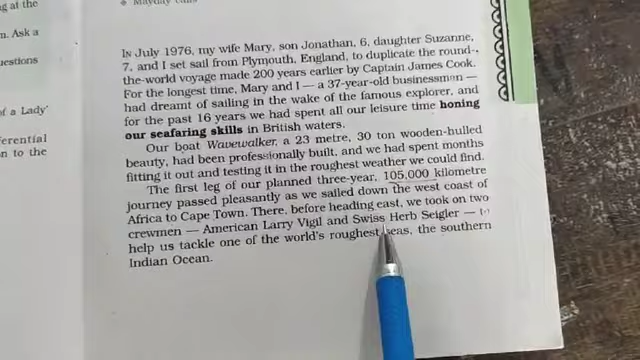 ng at the
n. Ask a
uestions
of a Lady'
ferential
n to the
Mayday calls
IN July 1976, my wife Mary, son Jonathan, 6, daughter Suzanne,
7, and I set sail from Plymouth, England, to duplicate the round-
the-world voyage made 200 years earlier by Captain James Cook.
For the longest time, Mary and I — a 37-year-old businessman —
had dreamt of sailing in the wake of the famous explorer, and
for the past 16 years we had spent all our leisure time honing
our seafaring skills in British waters.
Our boat Wavewalker, a 23 metre, 30 ton wooden-hulled
beauty, had been professionally built, and we had spent months
fitting it out and testing it in the roughest weather we could find.
The first leg of our planned three-year, 105,000 kilometre
journey passed pleasantly as we sailed down the west coast of
Africa to Cape Town. There, before heading east, we took on two
crewmen — American Larry Vigil and Swiss Herb Seigler — to
help us tackle one of the world's roughest seas, the southern
Indian Ocean.